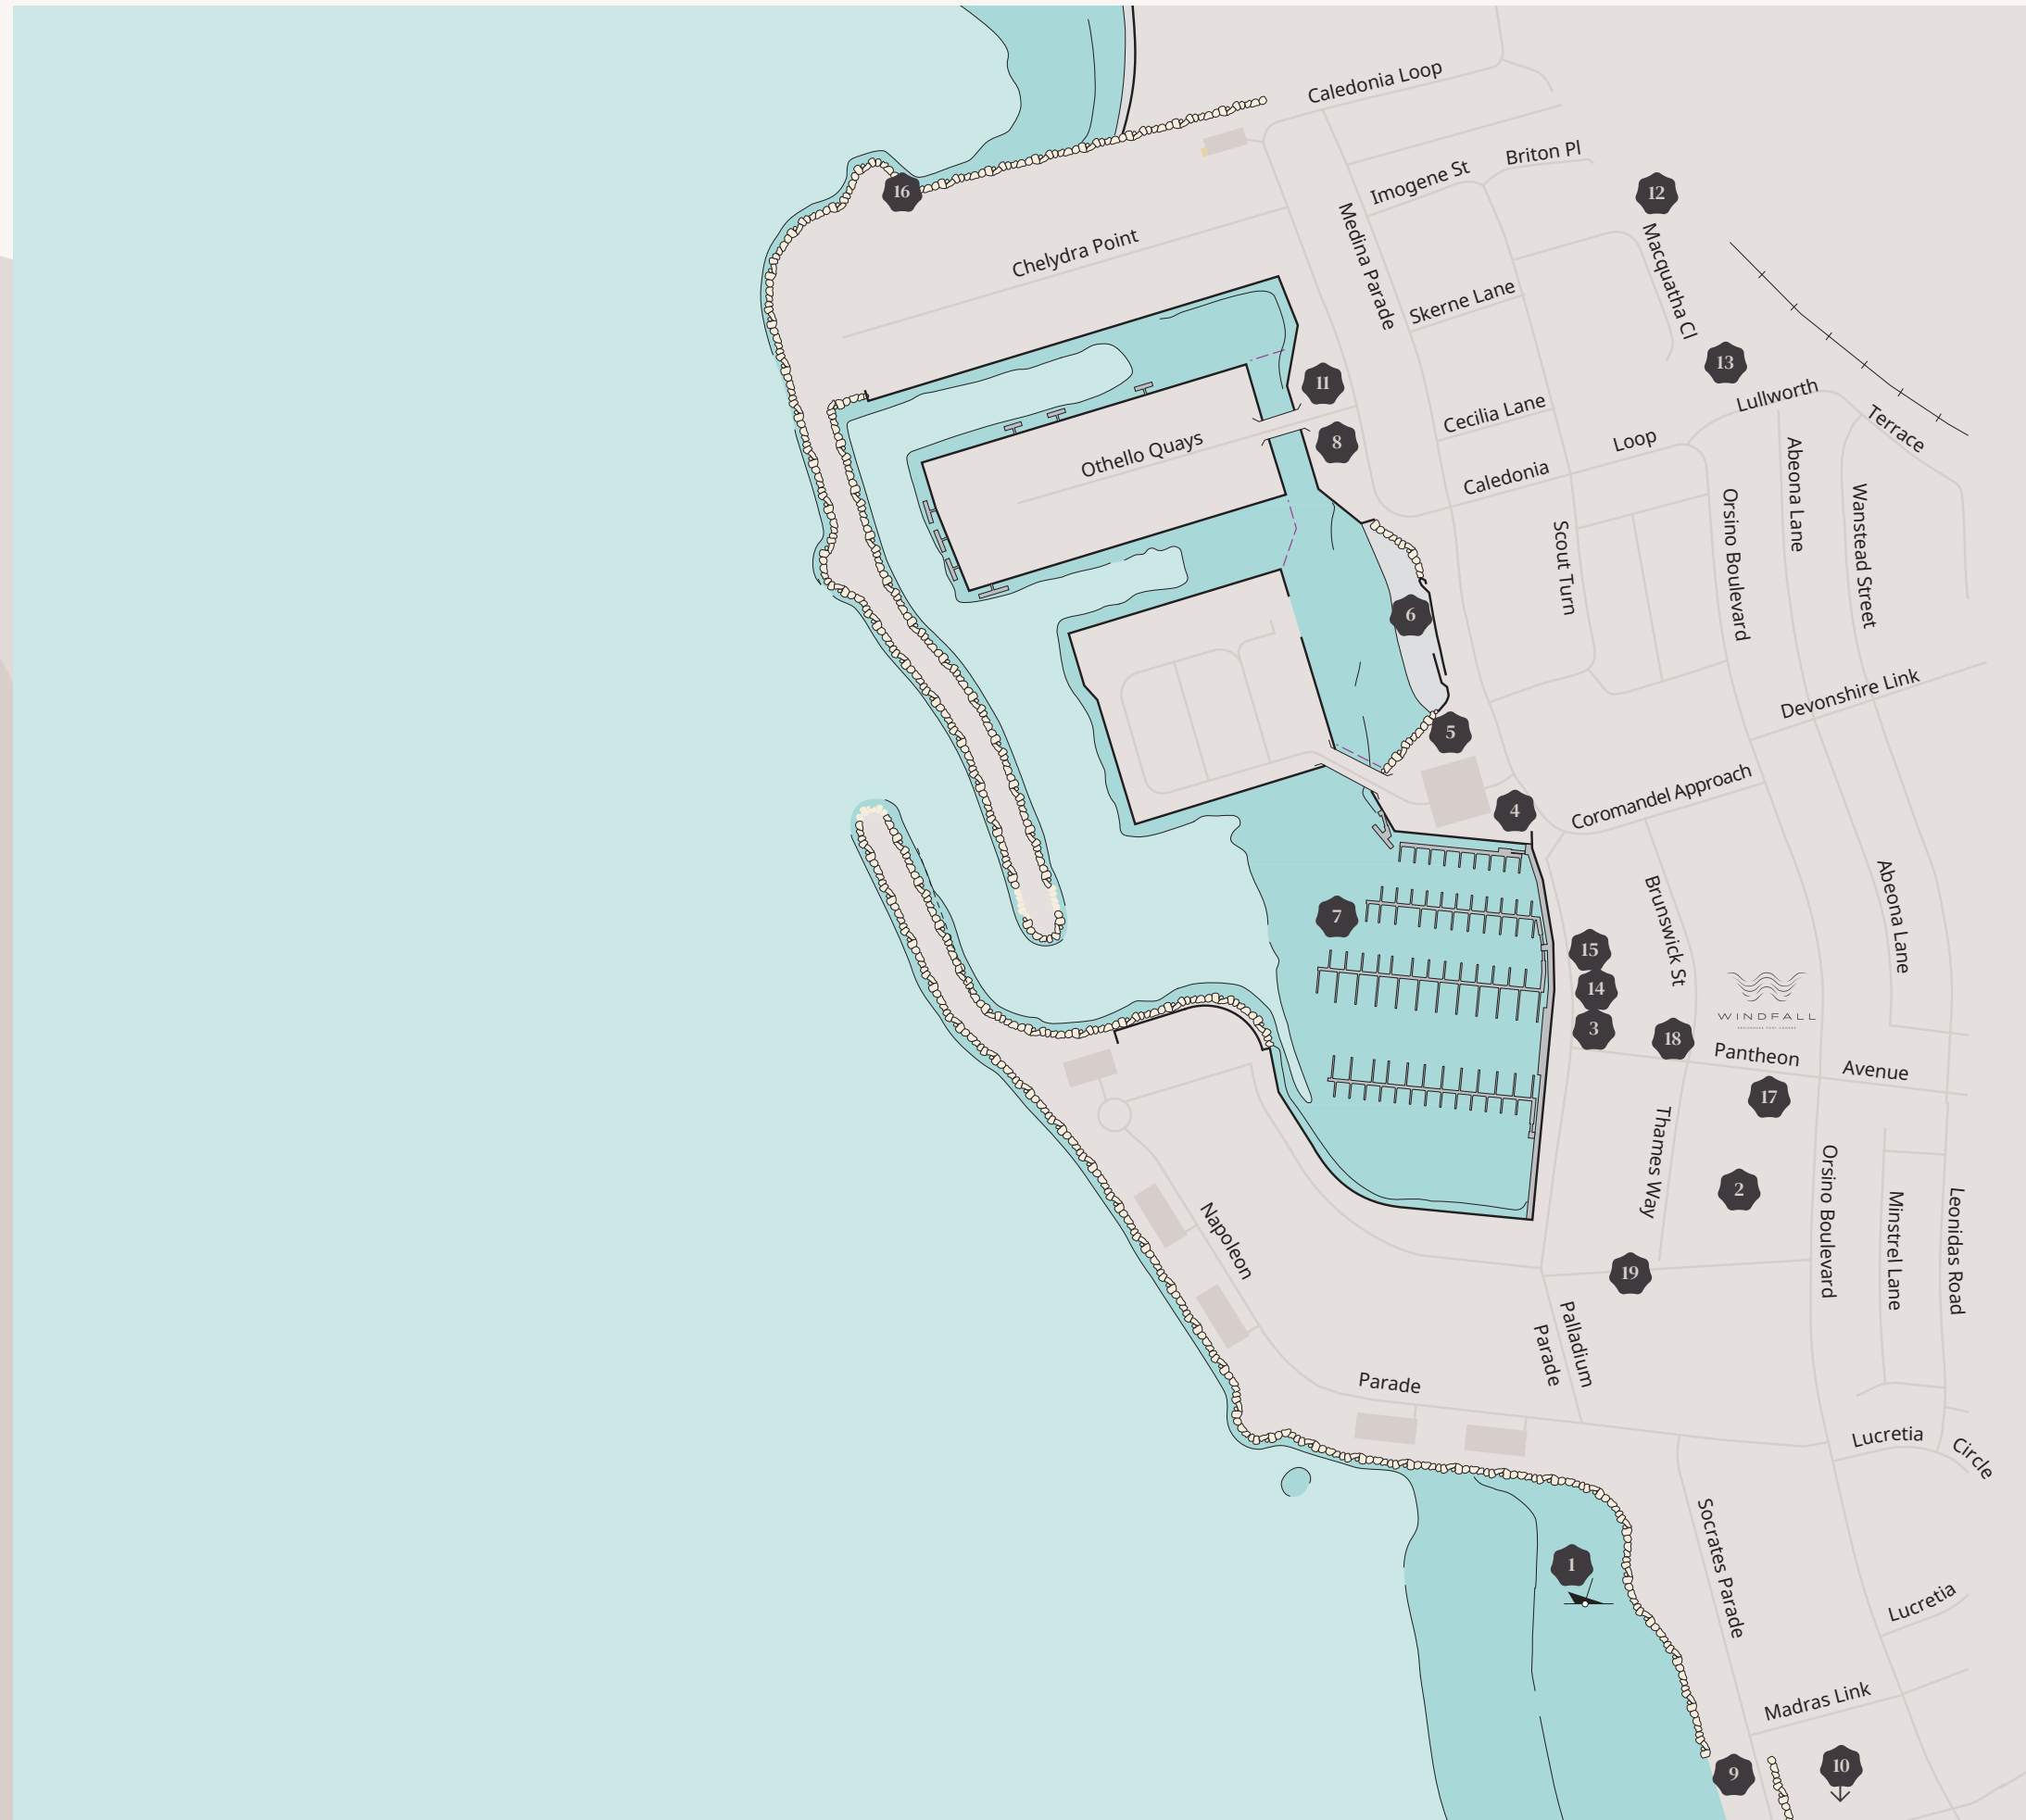 Caledonia Loop
Briton Pl
Imogene St
16
12
Medina Parade
Macquatha Cl
Chelydra Point
Skerne Lane
13
11
Lullworth
Terrace
Cecilia Lane
8
Othello Quays
Loop
Caledonia
Abeona Lane
Orsino Boulevard
Wanstead Street
Scout Turn
6
Devonshire Link
5
Coromandel Approach
4
7
Brunswick St
Abeona Lane
15
14
3
WINDFALL
18
Pantheon
Avenue
17
Thames Way
2
Orsino Boulevard
Minstrel Lane
Leonidas Road
Napoleon
19
Palladium
Parade
Parade
Lucretia
Circle
Socrates Parade
1
Lucretia
Madras Link
9
10